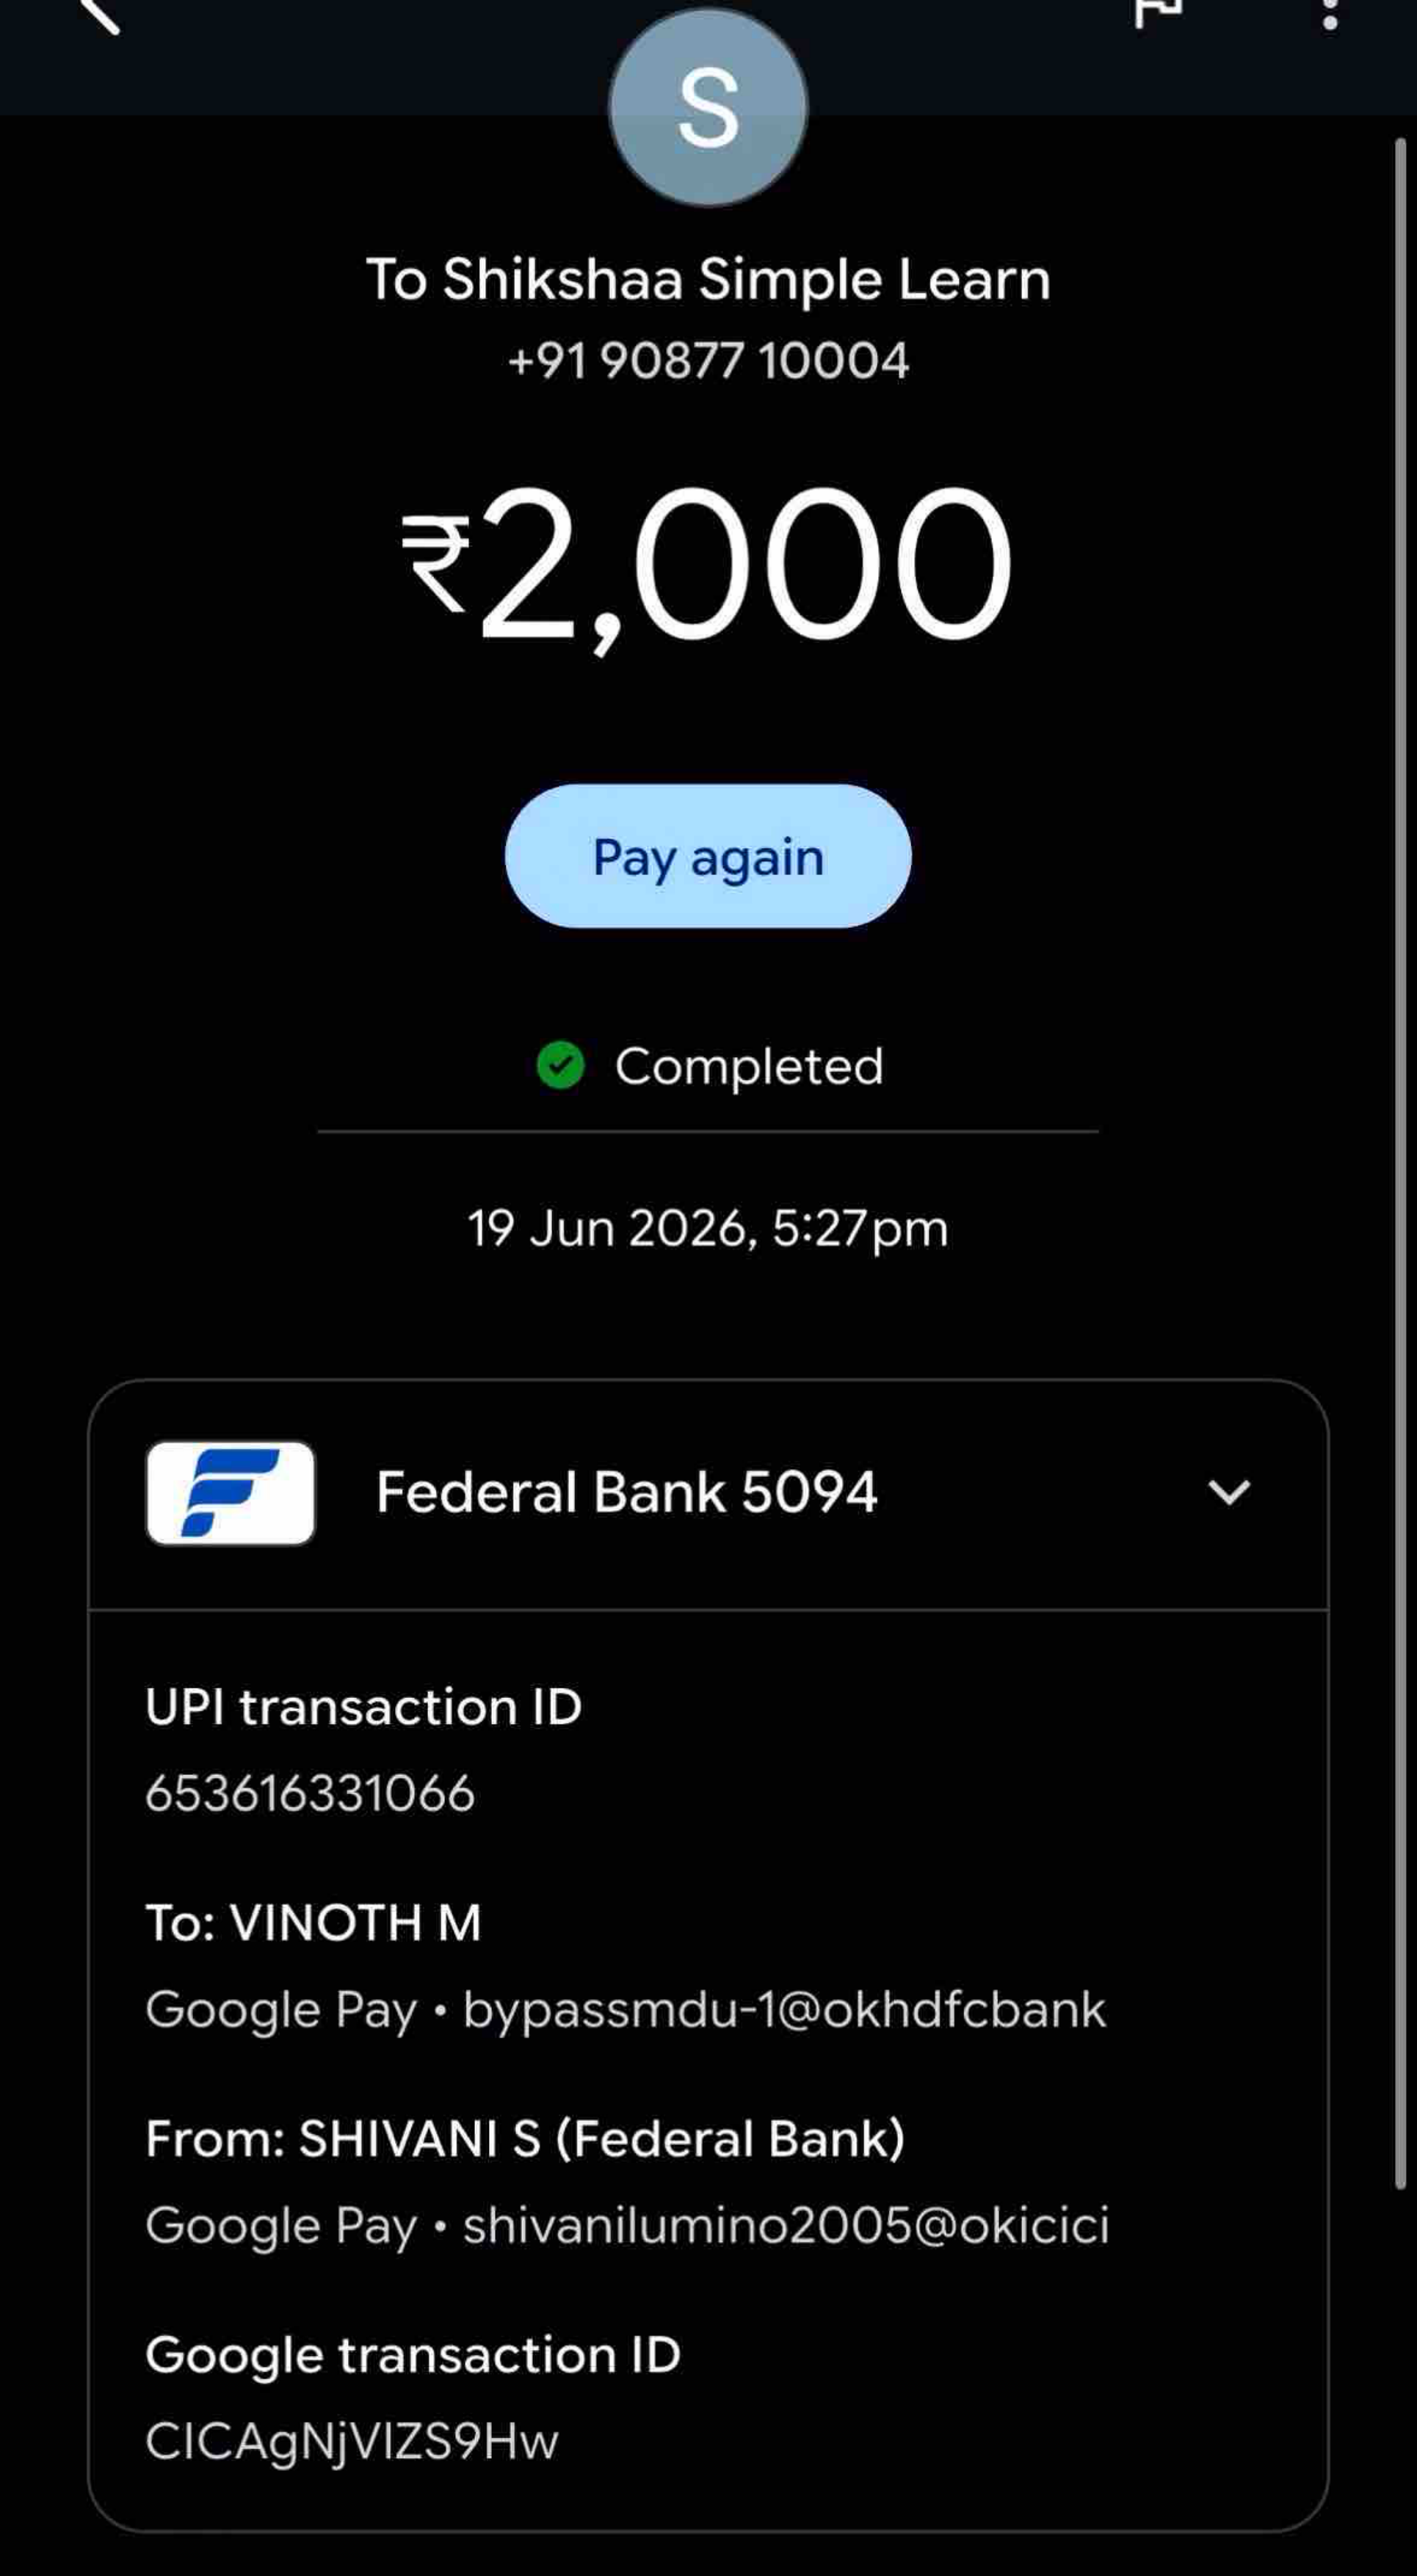 S
To Shikshaa Simple Learn
+91 90877 10004
₹2,000
Pay again
Completed
19 Jun 2026, 5:27pm
Federal Bank 5094
UPI transaction ID
653616331066
To: VINOTH M
Google Pay • bypassmdu-1@okhdfcbank
From: SHIVANI S (Federal Bank)
Google Pay • shivanilumino2005@okicici
Google transaction ID
CICAgNjVlZS9Hw